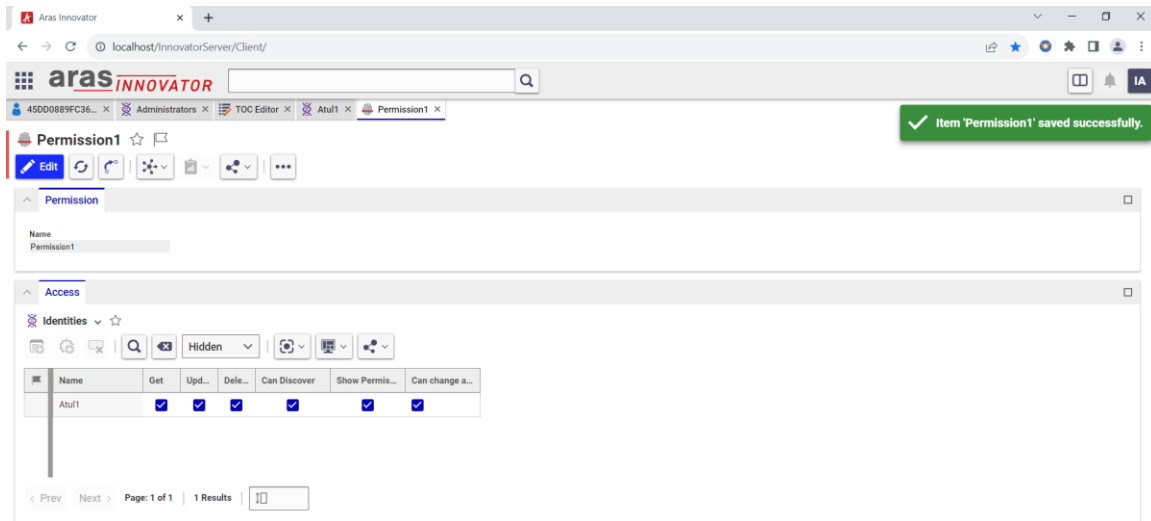 Aras Innovator
localhost/InnovatorServer/Client/
aras INNOVATOR
IA
45DD0889FC36... Administrators TOC Editor Atul1 Permission1
Item 'Permission1' saved successfully.
Permission1
Edit
Permission
Name
Permission1
Access
Identities
Hidden
Name Get Upd... Dele... Can Discover Show Permis... Can change a...
Atul1
< Prev Next > Page: 1 of 1 1 Results